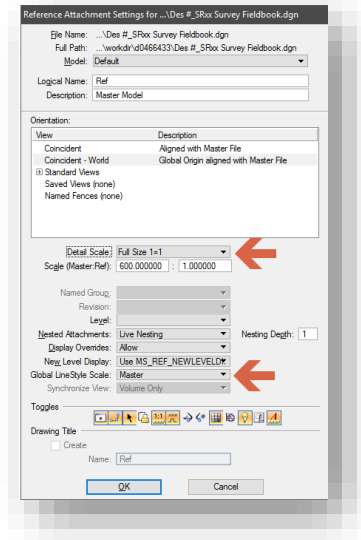 Reference Attachment Settings for ...\Des #_SRxx Survey Fieldbook.dgn
File Name: ...\Des #_SRxx Survey Fieldbook.dgn
Full Path: ...\workdir\d0466433\Des #_SRxx Survey Fieldbook.dgn
Model: Default
Logical Name: Ref
Description: Master Model
Orientation:
View Description
Coincident Aligned with Master File
Coincident - World Global Origin aligned with Master File
Standard Views
Saved Views (none)
Named Fences (none)
Detail Scale: Full Size 1=1
Scale (Master:Ref): 600.000000 : 1.000000
Named Group:
Revision:
Level:
Nested Attachments: Live Nesting Nesting Depth: 1
Display Overrides: Allow
New Level Display: Use MS_REF_NEWLEVELDI
Global LineStyle Scale: Master
Synchronize View: Volume Only
Toggles
1:1
Drawing Title
Create
Name: Ref
OK Cancel